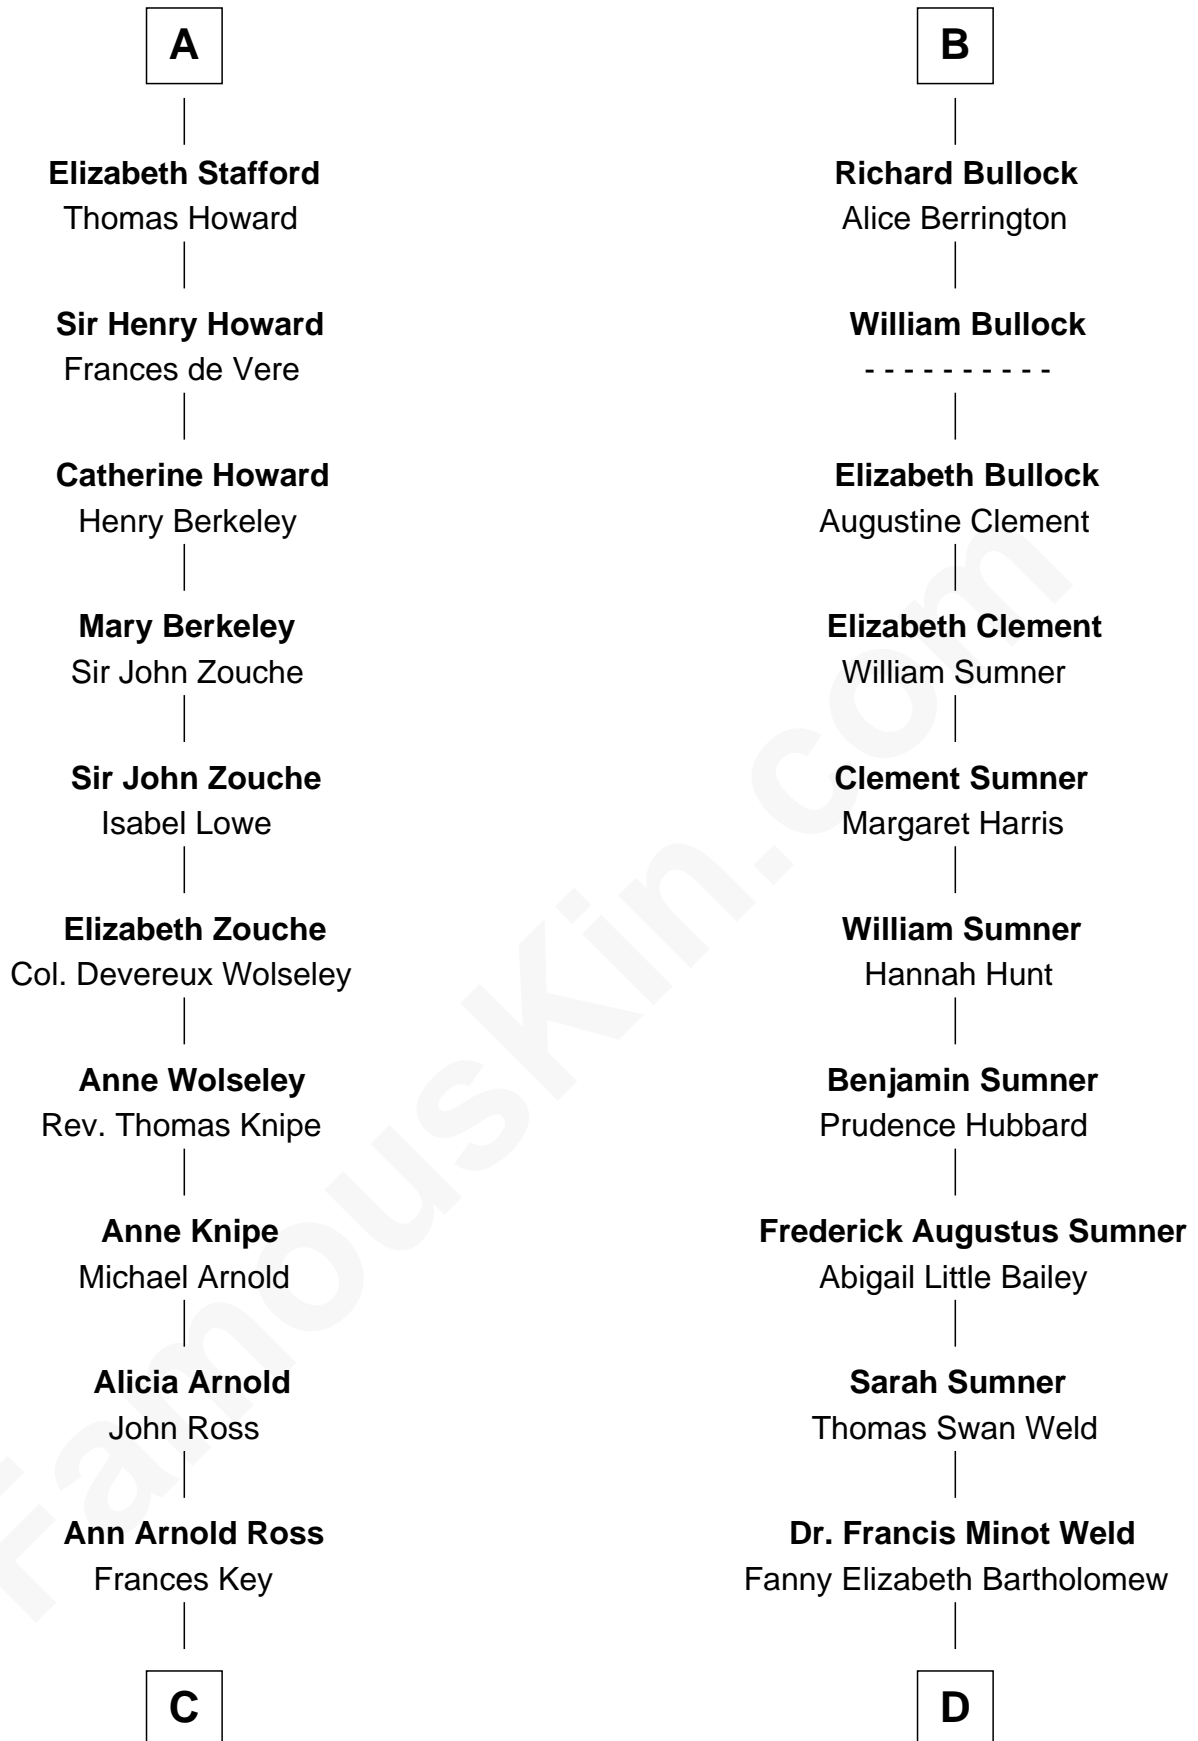 A
Elizabeth Stafford
Thomas Howard
Sir Henry Howard
Frances de Vere
Catherine Howard
Henry Berkeley
Mary Berkeley
Sir John Zouche
Sir John Zouche
Isabel Lowe
Elizabeth Zouche
Col. Devereux Wolseley
Anne Wolseley
Rev. Thomas Knipe
Anne Knipe
Michael Arnold
Alicia Arnold
John Ross
Ann Arnold Ross
Frances Key
C
B
Richard Bullock
Alice Berrington
William Bullock
- - - - - - - - - -
Elizabeth Bullock
Augustine Clement
Elizabeth Clement
William Sumner
Clement Sumner
Margaret Harris
William Sumner
Hannah Hunt
Benjamin Sumner
Prudence Hubbard
Frederick Augustus Sumner
Abigail Little Bailey
Sarah Sumner
Thomas Swan Weld
Dr. Francis Minot Weld
Fanny Elizabeth Bartholomew
D
FamousKin.com